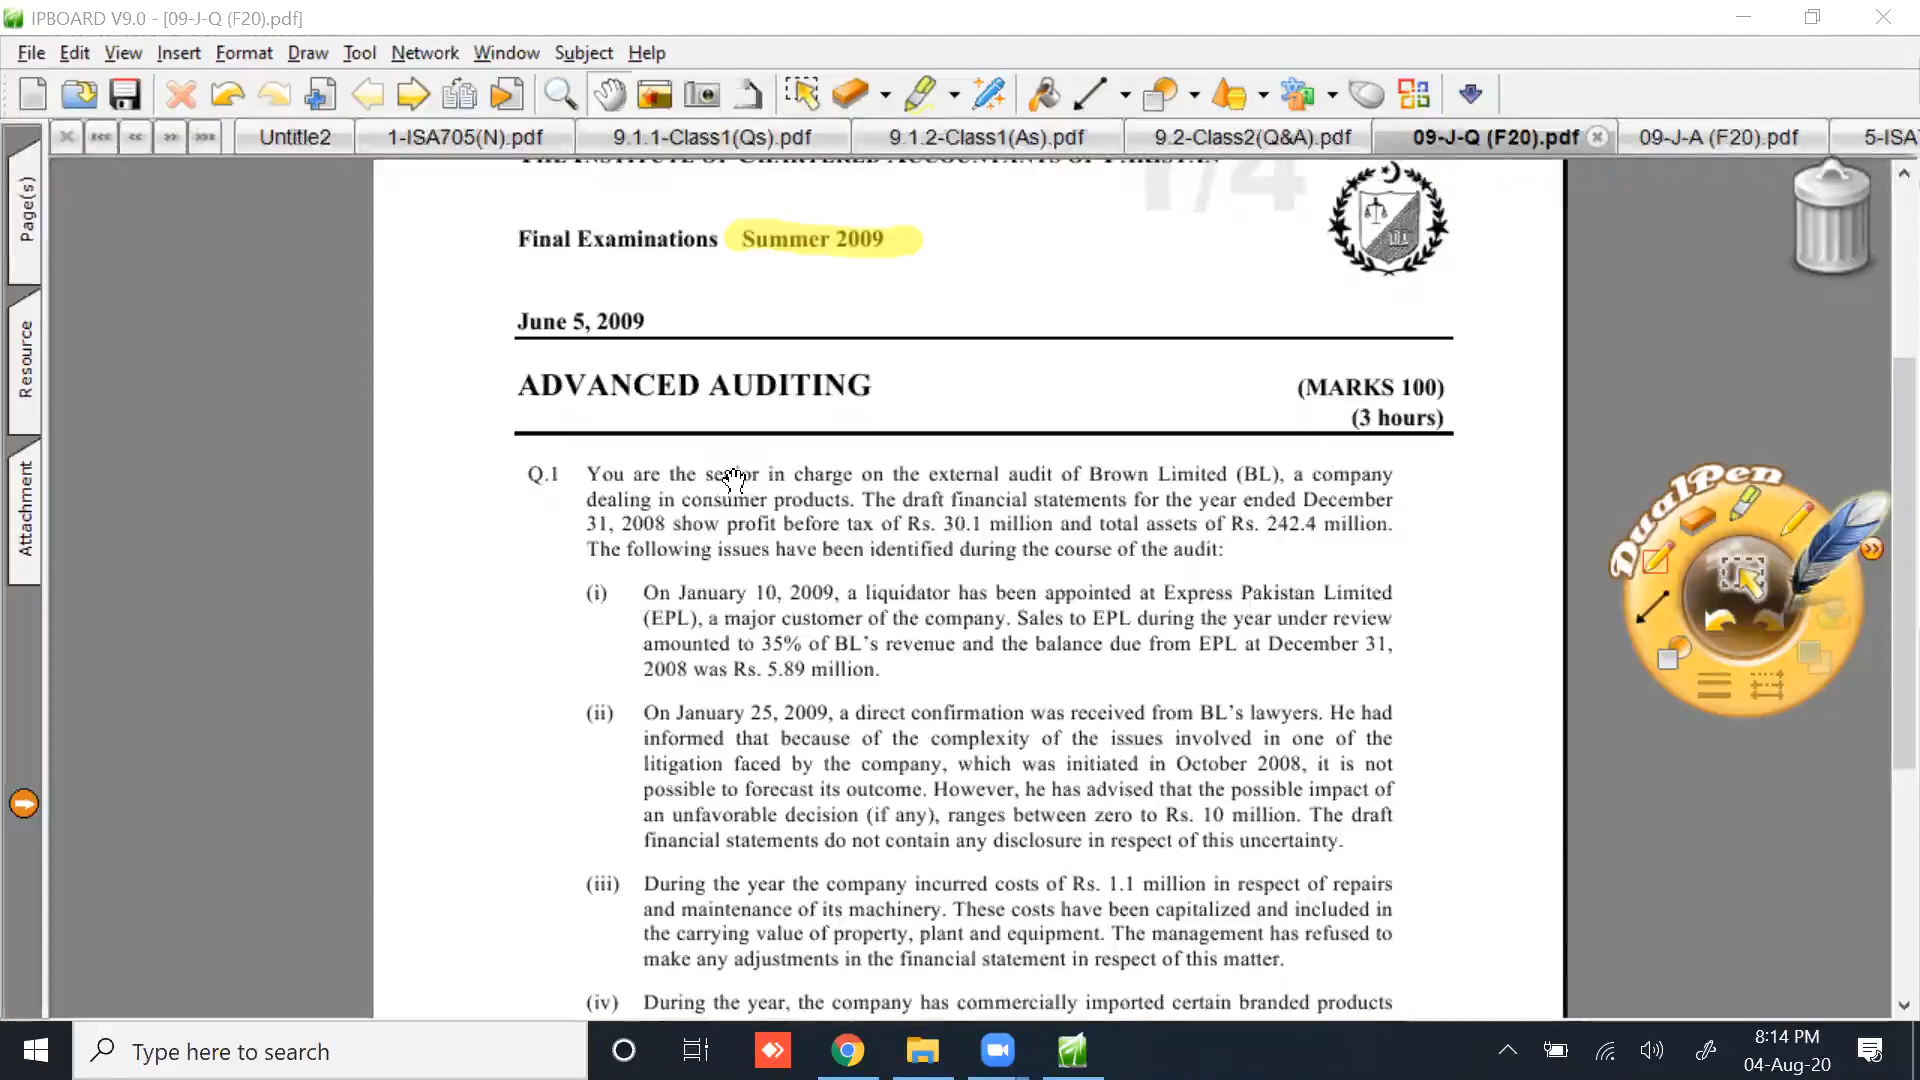 IPBOARD V9.0 - [09-J-Q (F20).pdf]
File Edit View Insert Format Draw Tool Network Window Subject Help
Untitle2 1-ISA705(N).pdf 9.1.1-Class1(Qs).pdf 9.1.2-Class1(As).pdf 9.2-Class2(Q&A).pdf 09-J-Q (F20).pdf 09-J-A (F20).pdf 5-ISA
Page(s)
Resource
Attachment
THE INSTITUTE OF CHARTERED ACCOUNTANTS OF PAKISTAN
1/4
Final Examinations Summer 2009
June 5, 2009
ADVANCED AUDITING (MARKS 100)
(3 hours)
Q.1 You are the senior in charge on the external audit of Brown Limited (BL), a company
dealing in consumer products. The draft financial statements for the year ended December
31, 2008 show profit before tax of Rs. 30.1 million and total assets of Rs. 242.4 million.
The following issues have been identified during the course of the audit:
(i) On January 10, 2009, a liquidator has been appointed at Express Pakistan Limited
(EPL), a major customer of the company. Sales to EPL during the year under review
amounted to 35% of BL's revenue and the balance due from EPL at December 31,
2008 was Rs. 5.89 million.
(ii) On January 25, 2009, a direct confirmation was received from BL's lawyers. He had
informed that because of the complexity of the issues involved in one of the
litigation faced by the company, which was initiated in October 2008, it is not
possible to forecast its outcome. However, he has advised that the possible impact of
an unfavorable decision (if any), ranges between zero to Rs. 10 million. The draft
financial statements do not contain any disclosure in respect of this uncertainty.
(iii) During the year the company incurred costs of Rs. 1.1 million in respect of repairs
and maintenance of its machinery. These costs have been capitalized and included in
the carrying value of property, plant and equipment. The management has refused to
make any adjustments in the financial statement in respect of this matter.
(iv) During the year, the company has commercially imported certain branded products
DualPen
Type here to search
8:14 PM
04-Aug-20